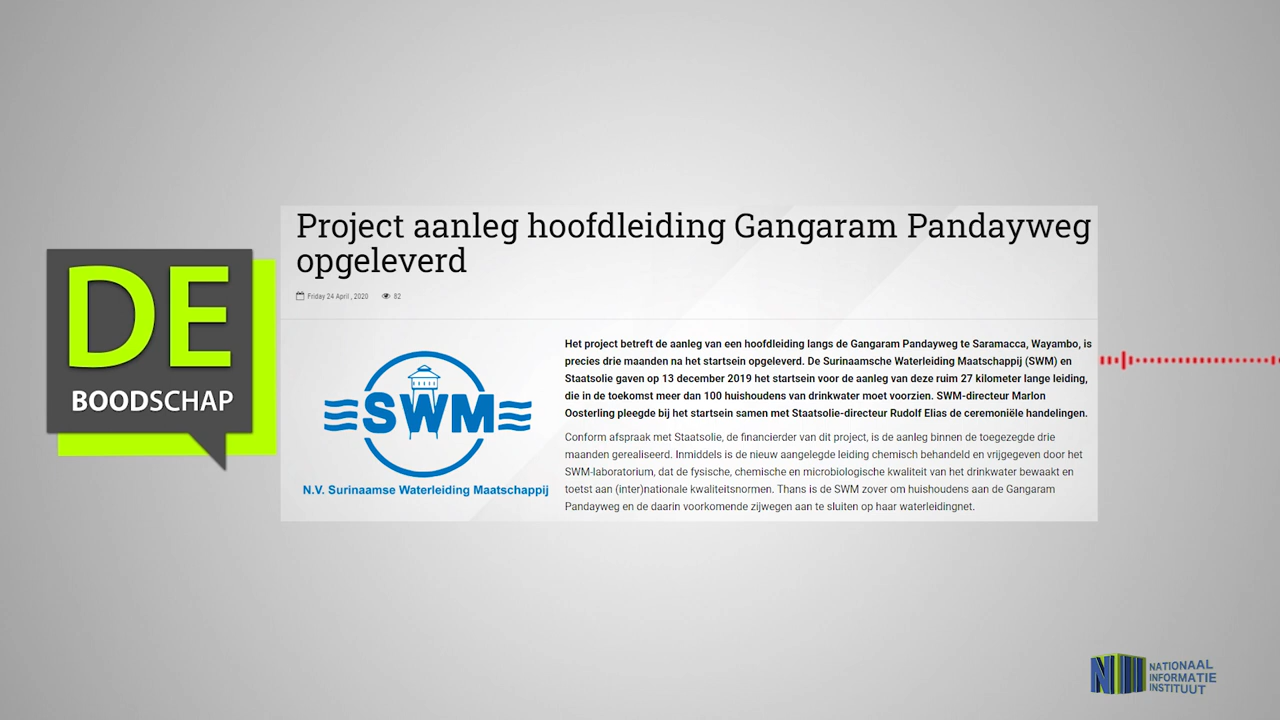 DE
BOODSCHAP
Project aanleg hoofdleiding Gangaram Pandayweg
opgeleverd
Friday 24 April , 2020 82
SWM
N.V. Surinaamse Waterleiding Maatschappij
Het project betreft de aanleg van een hoofdleiding langs de Gangaram Pandayweg te Saramacca, Wayambo, is
precies drie maanden na het startsein opgeleverd. De Surinaamsche Waterleiding Maatschappij (SWM) en
Staatsolie gaven op 13 december 2019 het startsein voor de aanleg van deze ruim 27 kilometer lange leiding,
die in de toekomst meer dan 100 huishoudens van drinkwater moet voorzien. SWM-directeur Marlon
Oosterling pleegde bij het startsein samen met Staatsolie-directeur Rudolf Elias de ceremoniële handelingen.
Conform afspraak met Staatsolie, de financierder van dit project, is de aanleg binnen de toegezegde drie
maanden gerealiseerd. Inmiddels is de nieuw aangelegde leiding chemisch behandeld en vrijgegeven door het
SWM-laboratorium, dat de fysische, chemische en microbiologische kwaliteit van het drinkwater bewaakt en
toetst aan (inter)nationale kwaliteitsnormen. Thans is de SWM zover om huishoudens aan de Gangaram
Pandayweg en de daarin voorkomende zijwegen aan te sluiten op haar waterleidingnet.
NII
NATIONAAL
INFORMATIE
INSTITUUT